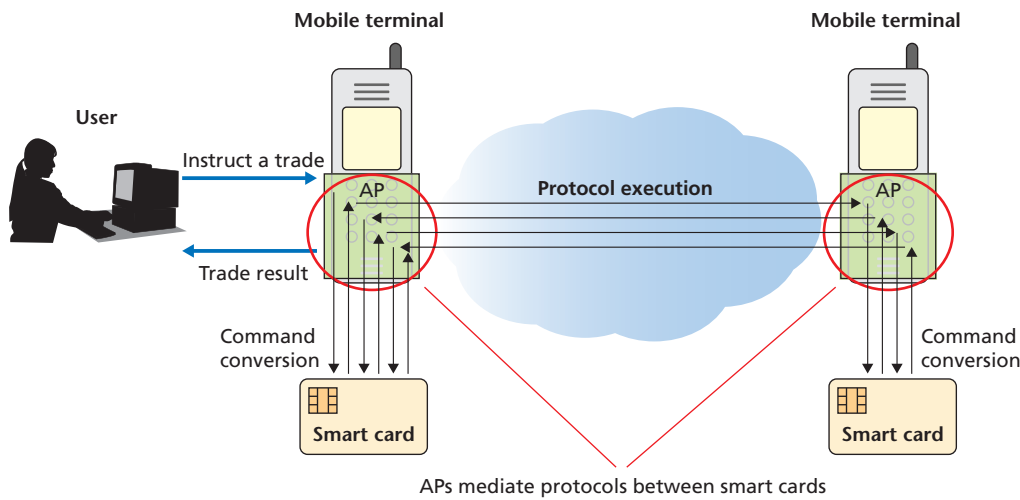 Mobile terminal
Mobile terminal
User
Instruct a trade
AP
Protocol execution
AP
Trade result
Command
conversion
Command
conversion
Smart card
Smart card
APs mediate protocols between smart cards